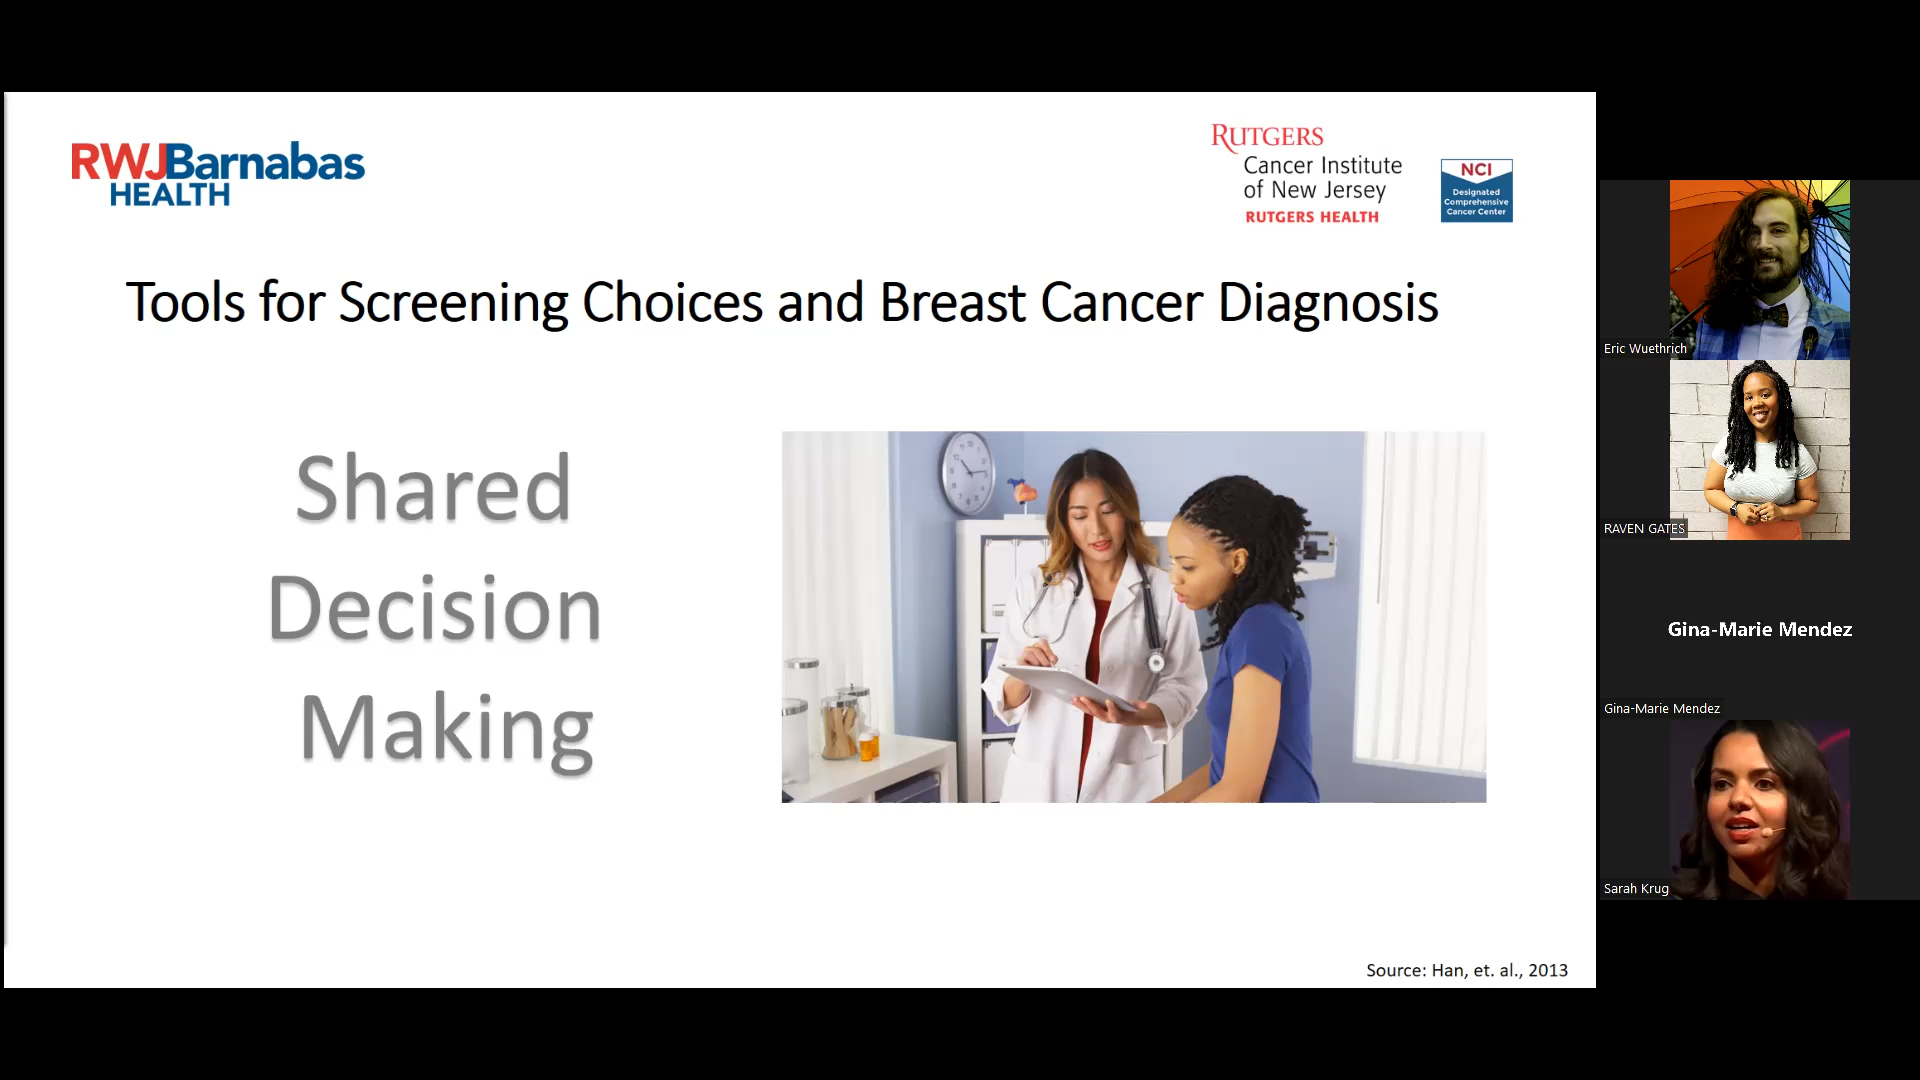 RWJBarnabas
HEALTH
RUTGERS
Cancer Institute
of New Jersey
RUTGERS HEALTH
NCI
Designated
Comprehensive
Cancer Center
Tools for Screening Choices and Breast Cancer Diagnosis
Shared
Decision
Making
Source: Han, et. al., 2013
Eric Wuethrich
RAVEN GATES
Gina-Marie Mendez
Gina-Marie Mendez
Sarah Krug